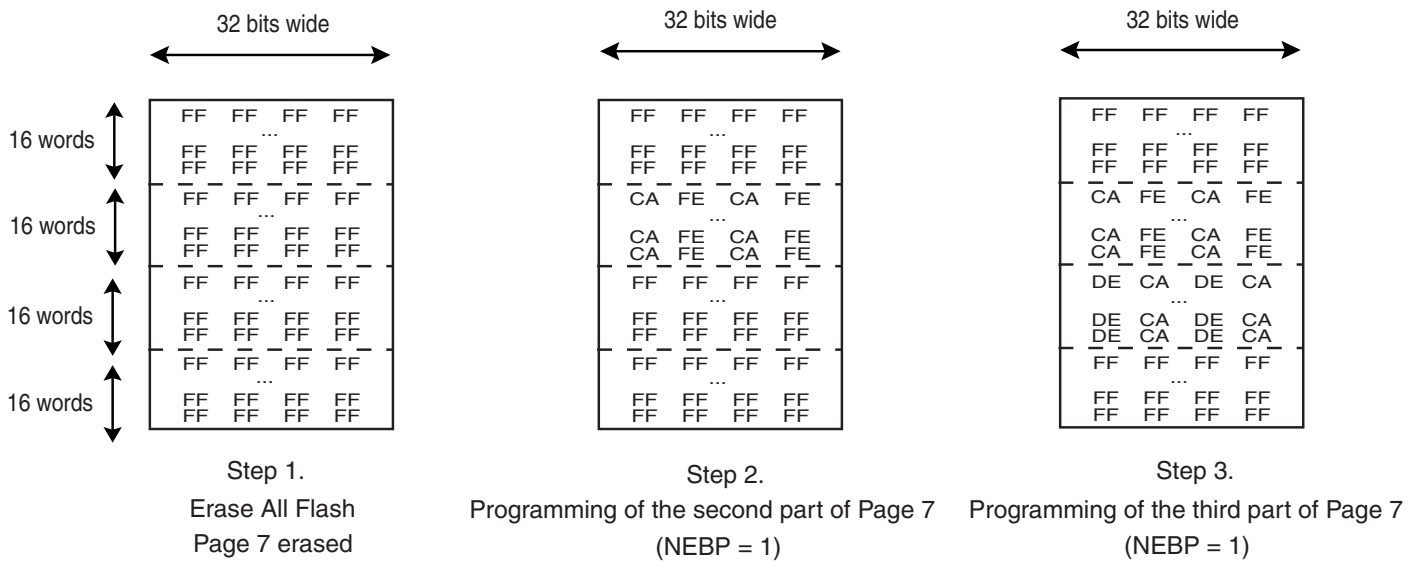 32 bits wide 32 bits wide 32 bits wide
16 words FF FF FF FF FF FF FF FF FF FF FF FF
... ... ...
FF FF FF FF FF FF FF FF FF FF FF FF
FF FF FF FF FF FF FF FF FF FF FF FF
16 words FF FF FF FF CA FE CA FE CA FE CA FE
... ... ...
FF FF FF FF CA FE CA FE CA FE CA FE
FF FF FF FF CA FE CA FE CA FE CA FE
16 words FF FF FF FF FF FF FF FF DE CA DE CA
... ... ...
FF FF FF FF FF FF FF FF DE CA DE CA
FF FF FF FF FF FF FF FF DE CA DE CA
16 words FF FF FF FF FF FF FF FF FF FF FF FF
... ... ...
FF FF FF FF FF FF FF FF FF FF FF FF
FF FF FF FF FF FF FF FF FF FF FF FF
Step 1. Step 2. Step 3.
Erase All Flash Programming of the second part of Page 7 Programming of the third part of Page 7
Page 7 erased (NEBP = 1) (NEBP = 1)